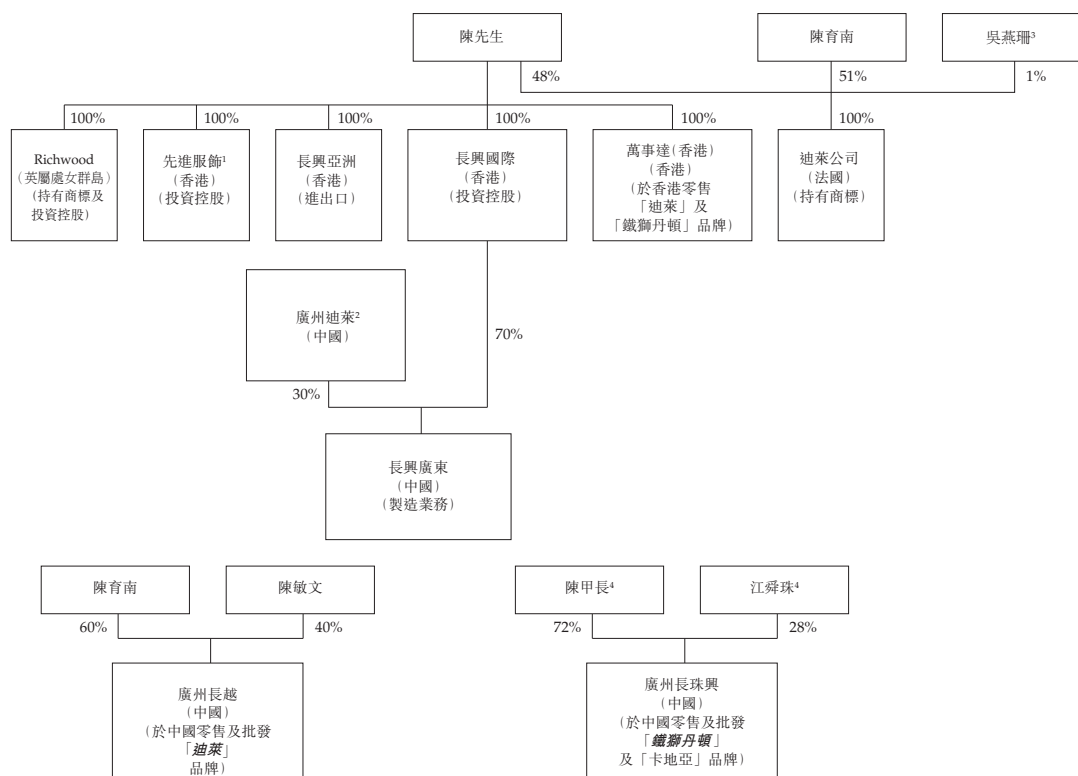 陳先生
陳育南
吳燕珊³
48%
51%
1%
100%
100%
100%
100%
100%
100%
Richwood
(英屬處女群島)
(持有商標及
投資控股)
先進服飾¹
(香港)
(投資控股)
長興亞洲
(香港)
(進出口)
長興國際
(香港)
(投資控股)
萬事達(香港)
(香港)
(於香港零售
「迪萊」及
「鐵獅丹頓」品牌)
迪萊公司
(法國)
(持有商標)
廣州迪萊²
(中國)
70%
30%
長興廣東
(中國)
(製造業務)
陳育南
陳敏文
陳甲長⁴
江舜珠⁴
60%
40%
72%
28%
廣州長越
(中國)
(於中國零售及批發
「迪萊」
品牌)
廣州長珠興
(中國)
(於中國零售及批發
「鐵獅丹頓」
及「卡地亞」品牌)